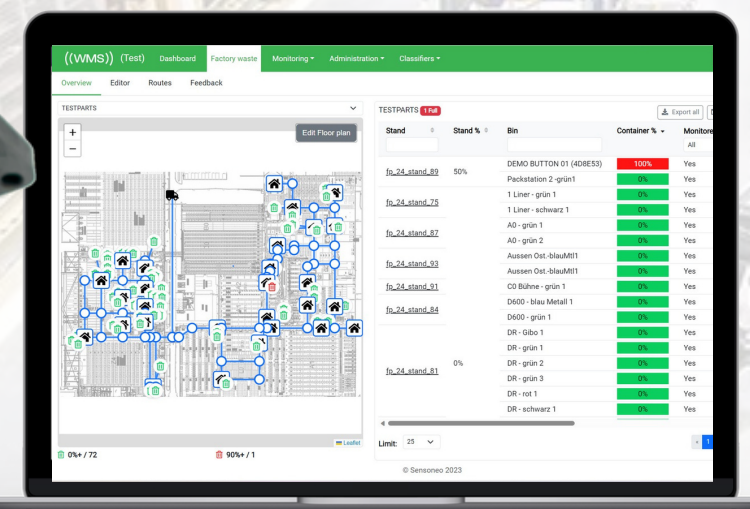 ((WMS)) (Test) Dashboard Factory waste Monitoring Administration Classifiers
Overview Editor Routes Feedback
TESTPARTS
+
Edit Floor plan
−
Leaflet
0%+ / 72 90%+ / 1
TESTPARTS 1 Full Export all
Stand Stand % Bin Container % Monitore
All
fp_24_stand_89 50% DEMO BUTTON 01 (4D8E53) 100% Yes
Packstation 2 -grün1 0% Yes
fp_24_stand_75 1 Liner - grün 1 0% Yes
1 Liner - schwarz 1 0% Yes
fp_24_stand_87 A0 - grün 1 0% Yes
A0 - grün 2 0% Yes
fp_24_stand_93 Aussen Ost.-blauMtl1 0% Yes
Aussen Ost.-blauMtl1 0% Yes
fp_24_stand_91 C0 Bühne - grün 1 0% Yes
fp_24_stand_84 D600 - blau Metall 1 0% Yes
D600 - grün 1 0% Yes
fp_24_stand_81 0% DR - Gibo 1 0% Yes
DR - grün 1 0% Yes
DR - grün 2 0% Yes
DR - grün 3 0% Yes
DR - rot 1 0% Yes
DR - schwarz 1 0% Yes
Limit: 25 « 1
© Sensoneo 2023